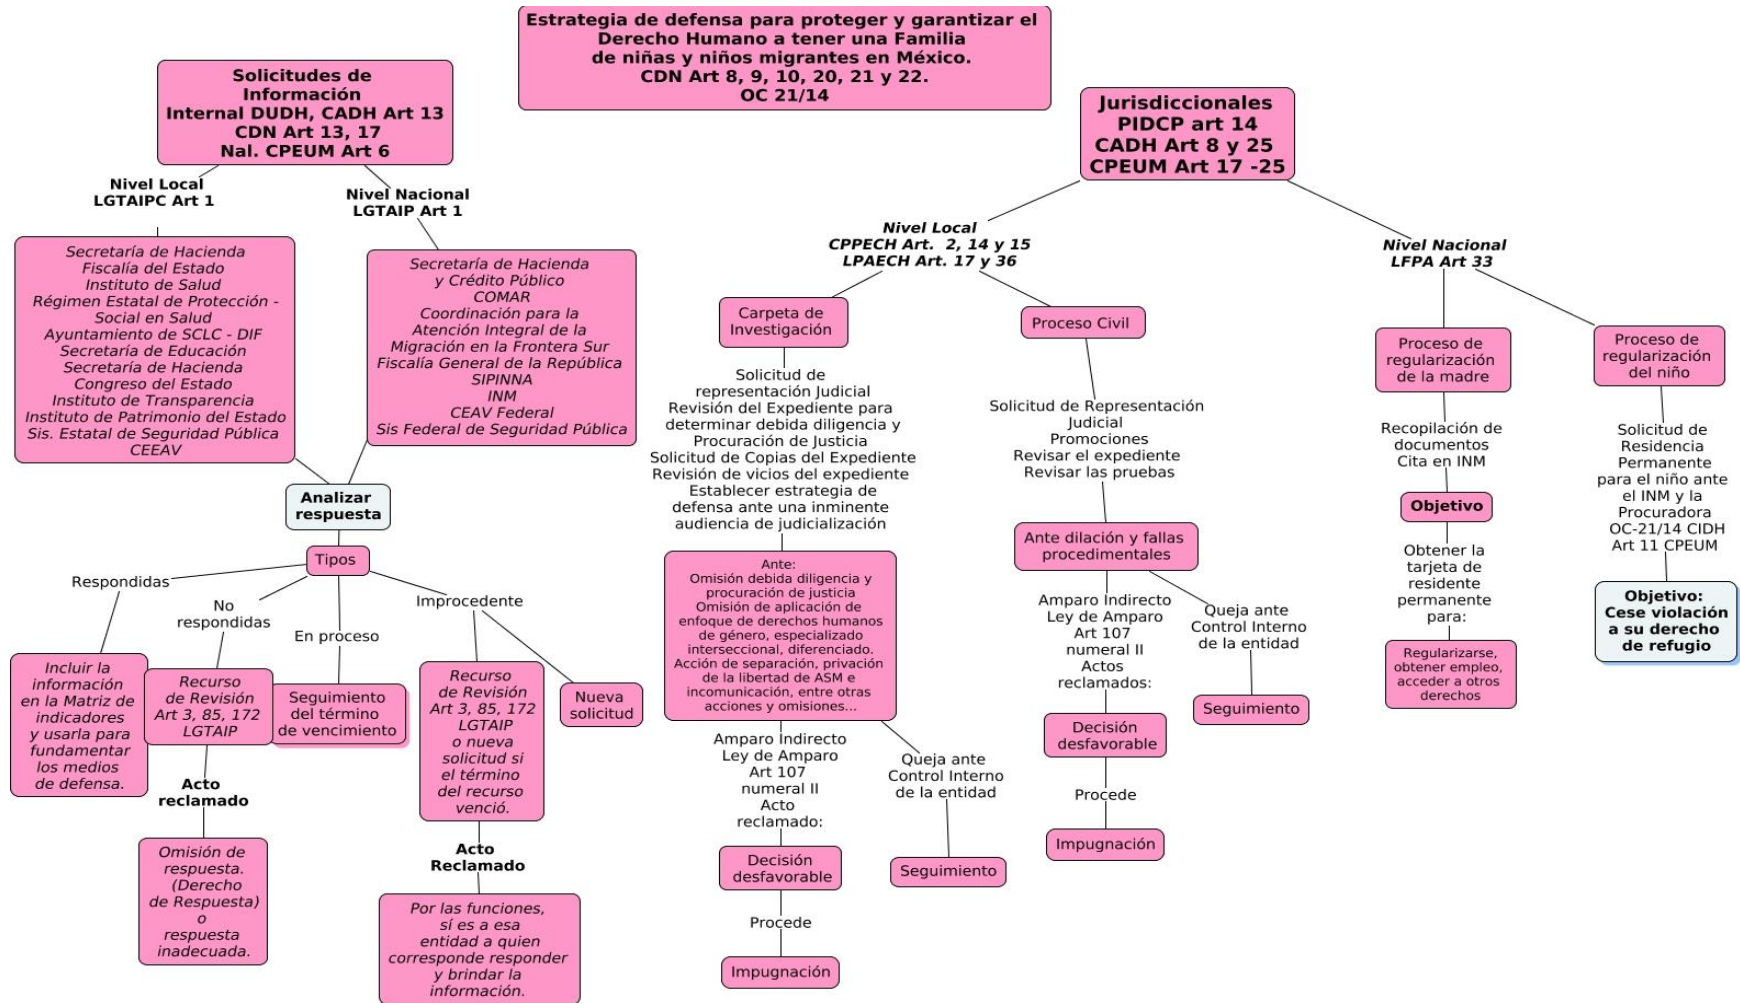 Estrategia de defensa para proteger y garantizar el
Derecho Humano a tener una Familia
de niñas y niños migrantes en México.
CDN Art 8, 9, 10, 20, 21 y 22.
OC 21/14
Solicitudes de
Información
Internal DUDH, CADH Art 13
CDN Art 13, 17
Nal. CPEUM Art 6
Nivel Local
LGTAIPC Art 1
Nivel Nacional
LGTAIP Art 1
Secretaría de Hacienda
Fiscalía del Estado
Instituto de Salud
Régimen Estatal de Protección -
Social en Salud
Ayuntamiento de SCLC - DIF
Secretaría de Educación
Secretaría de Hacienda
Congreso del Estado
Instituto de Transparencia
Instituto de Patrimonio del Estado
Sis. Estatal de Seguridad Pública
CEEAV
Secretaría de Hacienda
y Crédito Público
COMAR
Coordinación para la
Atención Integral de la
Migración en la Frontera Sur
Fiscalía General de la República
SIPINNA
INM
CEAV Federal
Sis Federal de Seguridad Pública
Analizar
respuesta
Tipos
Respondidas
No
respondidas
En proceso
Improcedente
Incluir la
información
en la Matriz de
indicadores
y usarla para
fundamentar
los medios
de defensa.
Recurso
de Revisión
Art 3, 85, 172
LGTAIP
Seguimiento
del término
de vencimiento
Recurso
de Revisión
Art 3, 85, 172
LGTAIP
o nueva
solicitud si
el término
del recurso
venció.
Nueva
solicitud
Acto
reclamado
Omisión de
respuesta.
(Derecho
de Respuesta)
o
respuesta
inadecuada.
Acto
Reclamado
Por las funciones,
sí es a esa
entidad a quien
corresponde responder
y brindar la
información.
Jurisdiccionales
PIDCP art 14
CADH Art 8 y 25
CPEUM Art 17 -25
Nivel Local
CPPECH Art. 2, 14 y 15
LPAECH Art. 17 y 36
Nivel Nacional
LFPA Art 33
Carpeta de
Investigación
Solicitud de
representación Judicial
Revisión del Expediente para
determinar debida diligencia y
Procuración de Justicia
Solicitud de Copias del Expediente
Revisión de vicios del expediente
Establecer estrategia de
defensa ante una inminente
audiencia de judicialización
Ante:
Omisión debida diligencia y
procuración de justicia
Omisión de aplicación de
enfoque de derechos humanos
de género, especializado
interseccional, diferenciado.
Acción de separación, privación
de la libertad de ASM e
incomunicación, entre otras
acciones y omisiones...
Amparo Indirecto
Ley de Amparo
Art 107
numeral II
Acto
reclamado:
Decisión
desfavorable
Procede
Impugnación
Queja ante
Control Interno
de la entidad
Seguimiento
Proceso Civil
Solicitud de Representación
Judicial
Promociones
Revisar el expediente
Revisar las pruebas
Ante dilación y fallas
procedimentales
Amparo Indirecto
Ley de Amparo
Art 107
numeral II
Actos
reclamados:
Decisión
desfavorable
Procede
Impugnación
Queja ante
Control Interno
de la entidad
Seguimiento
Proceso de
regularización
de la madre
Recopilación de
documentos
Cita en INM
Objetivo
Obtener la
tarjeta de
residente
permanente
para:
Regularizarse,
obtener empleo,
acceder a otros
derechos
Proceso de
regularización
del niño
Solicitud de
Residencia
Permanente
para el niño ante
el INM y la
Procuradora
OC-21/14 CIDH
Art 11 CPEUM
Objetivo:
Cese violación
a su derecho
de refugio